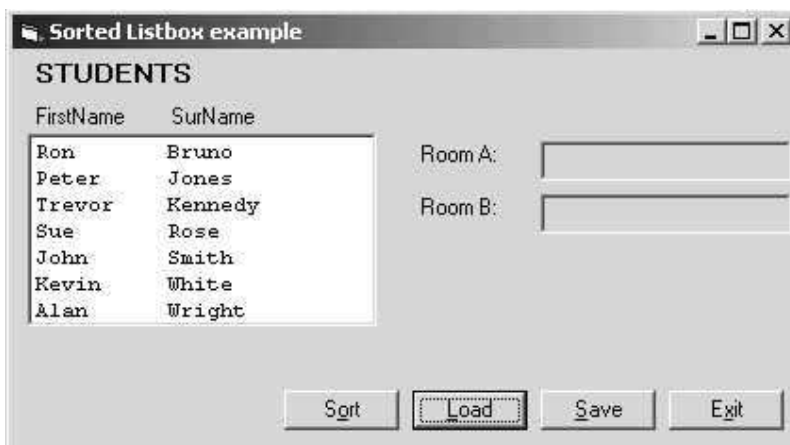 Sorted Listbox example
STUDENTS
FirstName SurName
Ron Bruno
Peter Jones
Trevor Kennedy
Sue Rose
John Smith
Kevin White
Alan Wright
Room A:
Room B:
Sort Load Save Exit